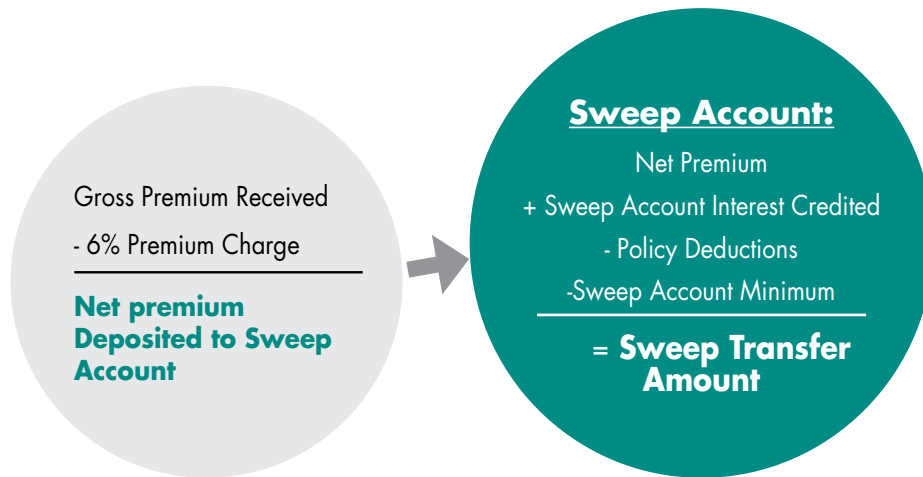 Gross Premium Received
- 6% Premium Charge
Net premium
Deposited to Sweep
Account
Sweep Account:
Net Premium
+ Sweep Account Interest Credited
- Policy Deductions
-Sweep Account Minimum
= Sweep Transfer
Amount